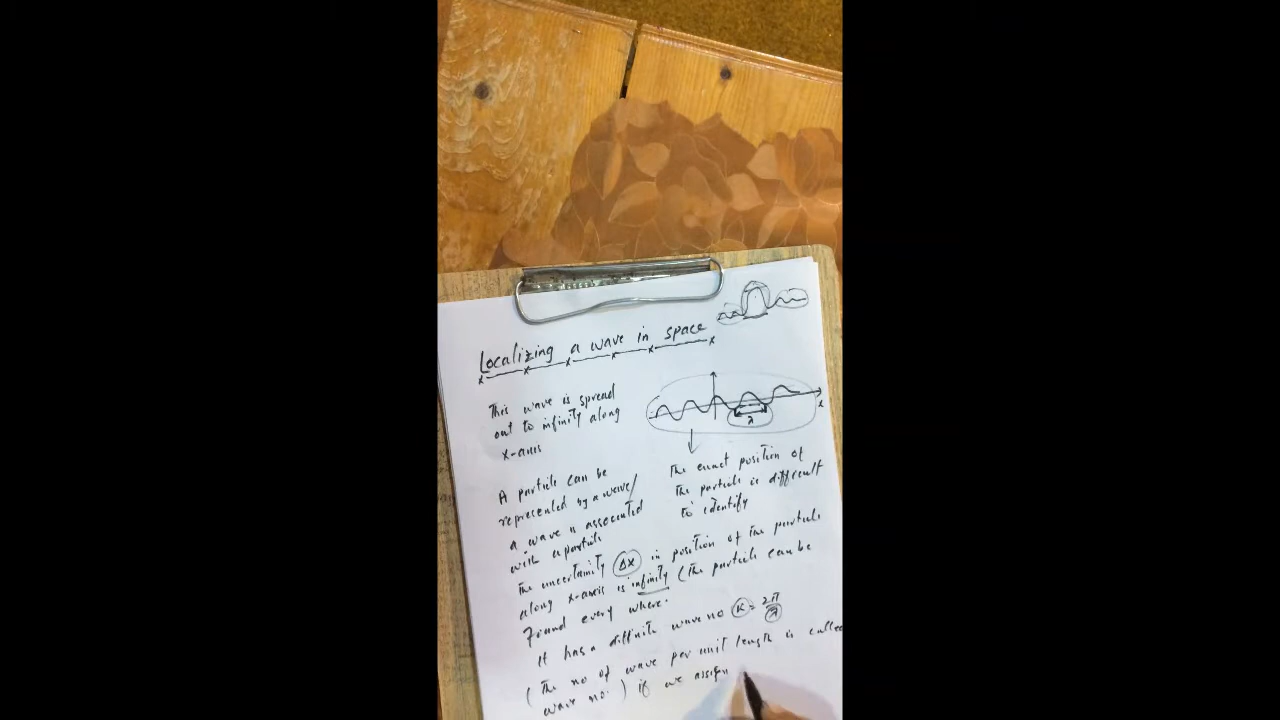 Localizing a wave in space
This wave is spread
out to infinity along
x-axis
x
λ
A particle can be
represented by a wave/
a wave is associated
with a particle
The exact position of
the particle is difficult
to identify
The uncertainity Δx in position of the particle
along x-axis is infinity (The particle can be
Found every where.
It has a diffinite wave no K = 2π/λ
(The no of wave per unit length is called
wave no.) if we assign